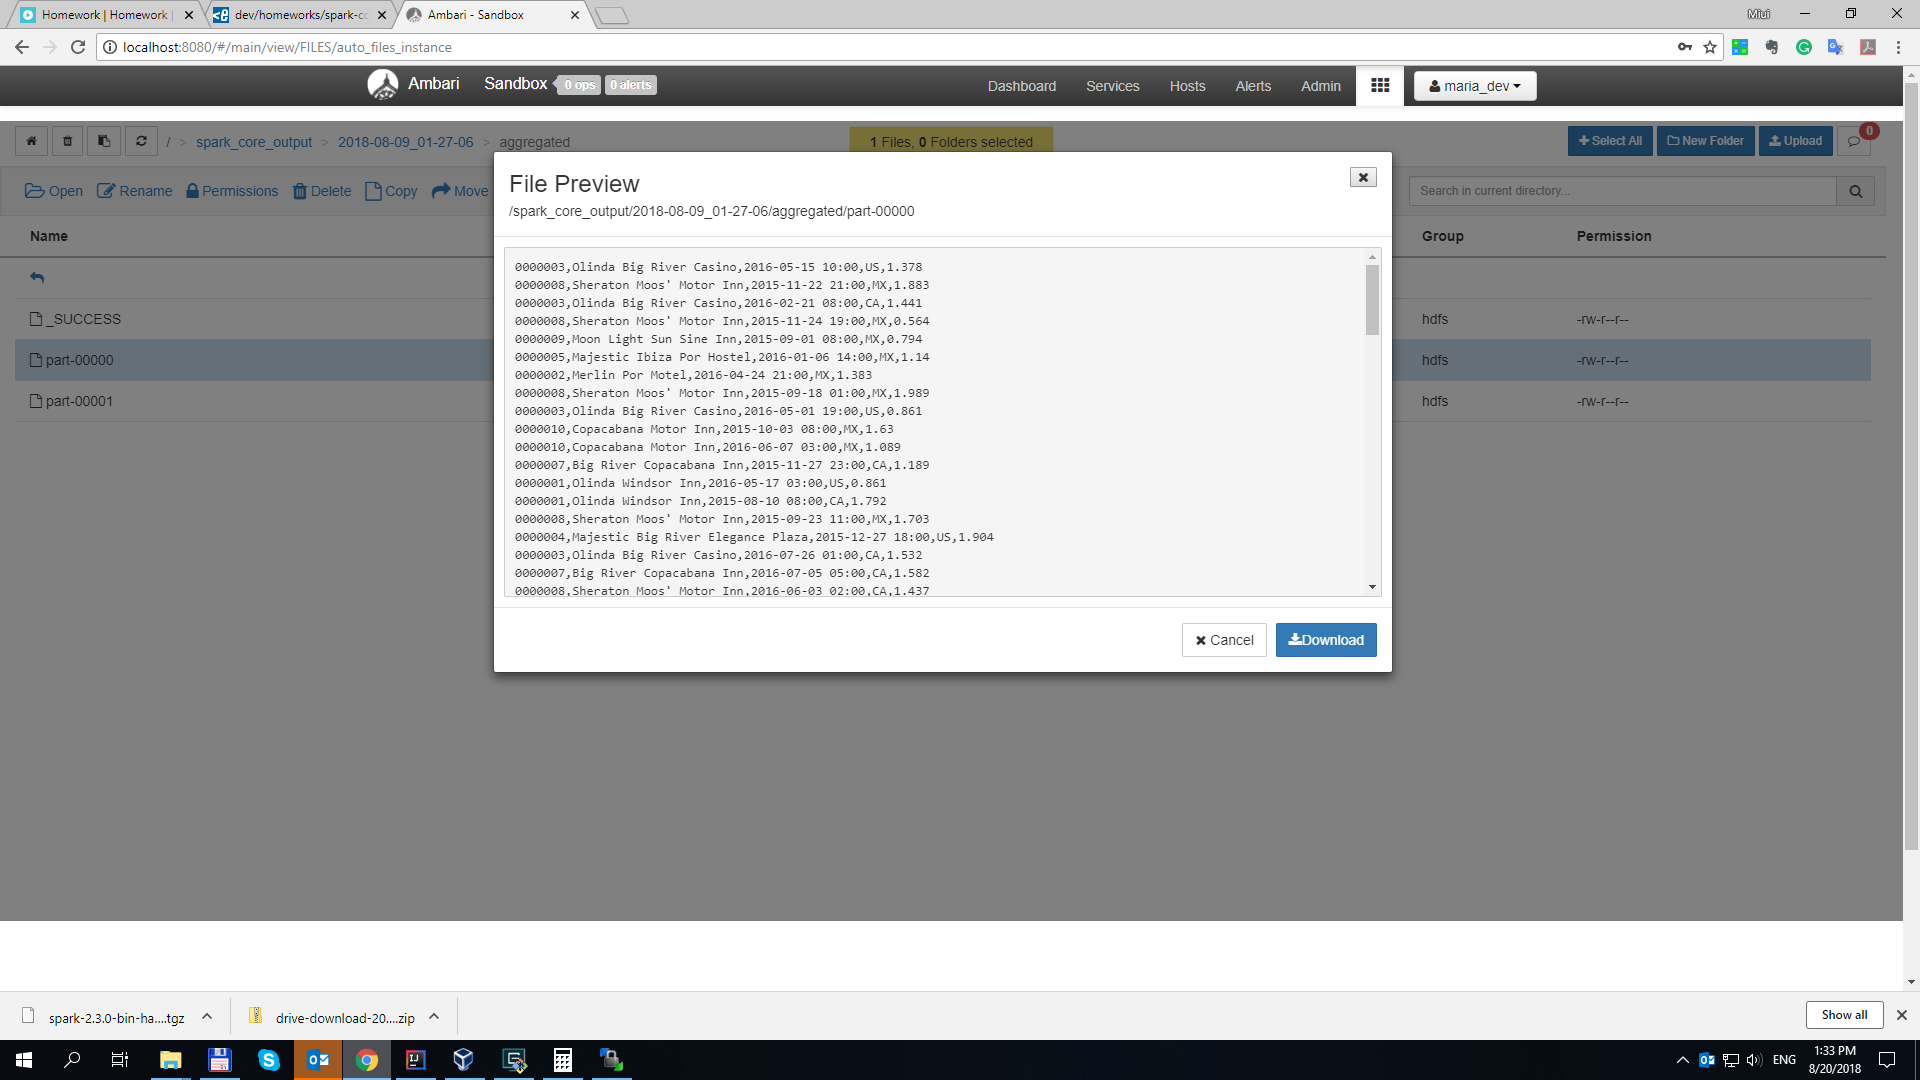 Homework | Homework
dev/homeworks/spark-co
Ambari - Sandbox
Miui
localhost:8080/#/main/view/FILES/auto_files_instance
Ambari
Sandbox
0 ops
0 alerts
Dashboard
Services
Hosts
Alerts
Admin
maria_dev
/ > spark_core_output > 2018-08-09_01-27-06 > aggregated
1 Files, 0 Folders selected
Select All
New Folder
Upload
0
Open
Rename
Permissions
Delete
Copy
Move
Search in current directory...
Name
Group
Permission
_SUCCESS
hdfs
-rw-r--r--
part-00000
hdfs
-rw-r--r--
part-00001
hdfs
-rw-r--r--
File Preview
/spark_core_output/2018-08-09_01-27-06/aggregated/part-00000
0000003,Olinda Big River Casino,2016-05-15 10:00,US,1.378
0000008,Sheraton Moos' Motor Inn,2015-11-22 21:00,MX,1.883
0000003,Olinda Big River Casino,2016-02-21 08:00,CA,1.441
0000008,Sheraton Moos' Motor Inn,2015-11-24 19:00,MX,0.564
0000009,Moon Light Sun Sine Inn,2015-09-01 08:00,MX,0.794
0000005,Majestic Ibiza Por Hostel,2016-01-06 14:00,MX,1.14
0000002,Merlin Por Motel,2016-04-24 21:00,MX,1.383
0000008,Sheraton Moos' Motor Inn,2015-09-18 01:00,MX,1.989
0000003,Olinda Big River Casino,2016-05-01 19:00,US,0.861
0000010,Copacabana Motor Inn,2015-10-03 08:00,MX,1.63
0000010,Copacabana Motor Inn,2016-06-07 03:00,MX,1.089
0000007,Big River Copacabana Inn,2015-11-27 23:00,CA,1.189
0000001,Olinda Windsor Inn,2016-05-17 03:00,US,0.861
0000001,Olinda Windsor Inn,2015-08-10 08:00,CA,1.792
0000008,Sheraton Moos' Motor Inn,2015-09-23 11:00,MX,1.703
0000004,Majestic Big River Elegance Plaza,2015-12-27 18:00,US,1.904
0000003,Olinda Big River Casino,2016-07-26 01:00,CA,1.532
0000007,Big River Copacabana Inn,2016-07-05 05:00,CA,1.582
0000008,Sheraton Moos' Motor Inn,2016-06-03 02:00,CA,1.437
Cancel
Download
spark-2.3.0-bin-ha....tgz
drive-download-20....zip
Show all
ENG
1:33 PM
8/20/2018